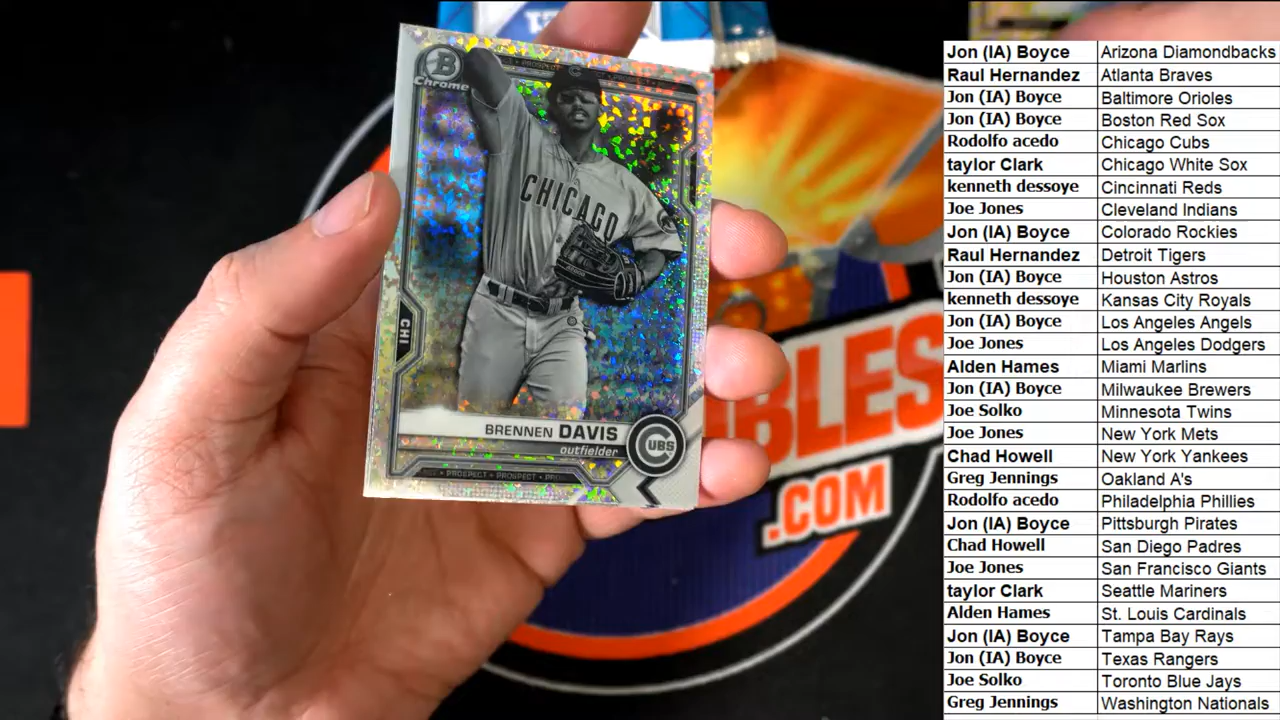 B
Chrome
PROSPECT
CHICAGO
CHI
BRENNEN DAVIS
outfielder
CUBS
PROSPECT • PROSPECT
IBLES
.COM
Jon (IA) Boyce Arizona Diamondbacks
Raul Hernandez Atlanta Braves
Jon (IA) Boyce Baltimore Orioles
Jon (IA) Boyce Boston Red Sox
Rodolfo acedo Chicago Cubs
taylor Clark Chicago White Sox
kenneth dessoye Cincinnati Reds
Joe Jones Cleveland Indians
Jon (IA) Boyce Colorado Rockies
Raul Hernandez Detroit Tigers
Jon (IA) Boyce Houston Astros
kenneth dessoye Kansas City Royals
Jon (IA) Boyce Los Angeles Angels
Joe Jones Los Angeles Dodgers
Alden Hames Miami Marlins
Jon (IA) Boyce Milwaukee Brewers
Joe Solko Minnesota Twins
Joe Jones New York Mets
Chad Howell New York Yankees
Greg Jennings Oakland A's
Rodolfo acedo Philadelphia Phillies
Jon (IA) Boyce Pittsburgh Pirates
Chad Howell San Diego Padres
Joe Jones San Francisco Giants
taylor Clark Seattle Mariners
Alden Hames St. Louis Cardinals
Jon (IA) Boyce Tampa Bay Rays
Jon (IA) Boyce Texas Rangers
Joe Solko Toronto Blue Jays
Greg Jennings Washington Nationals